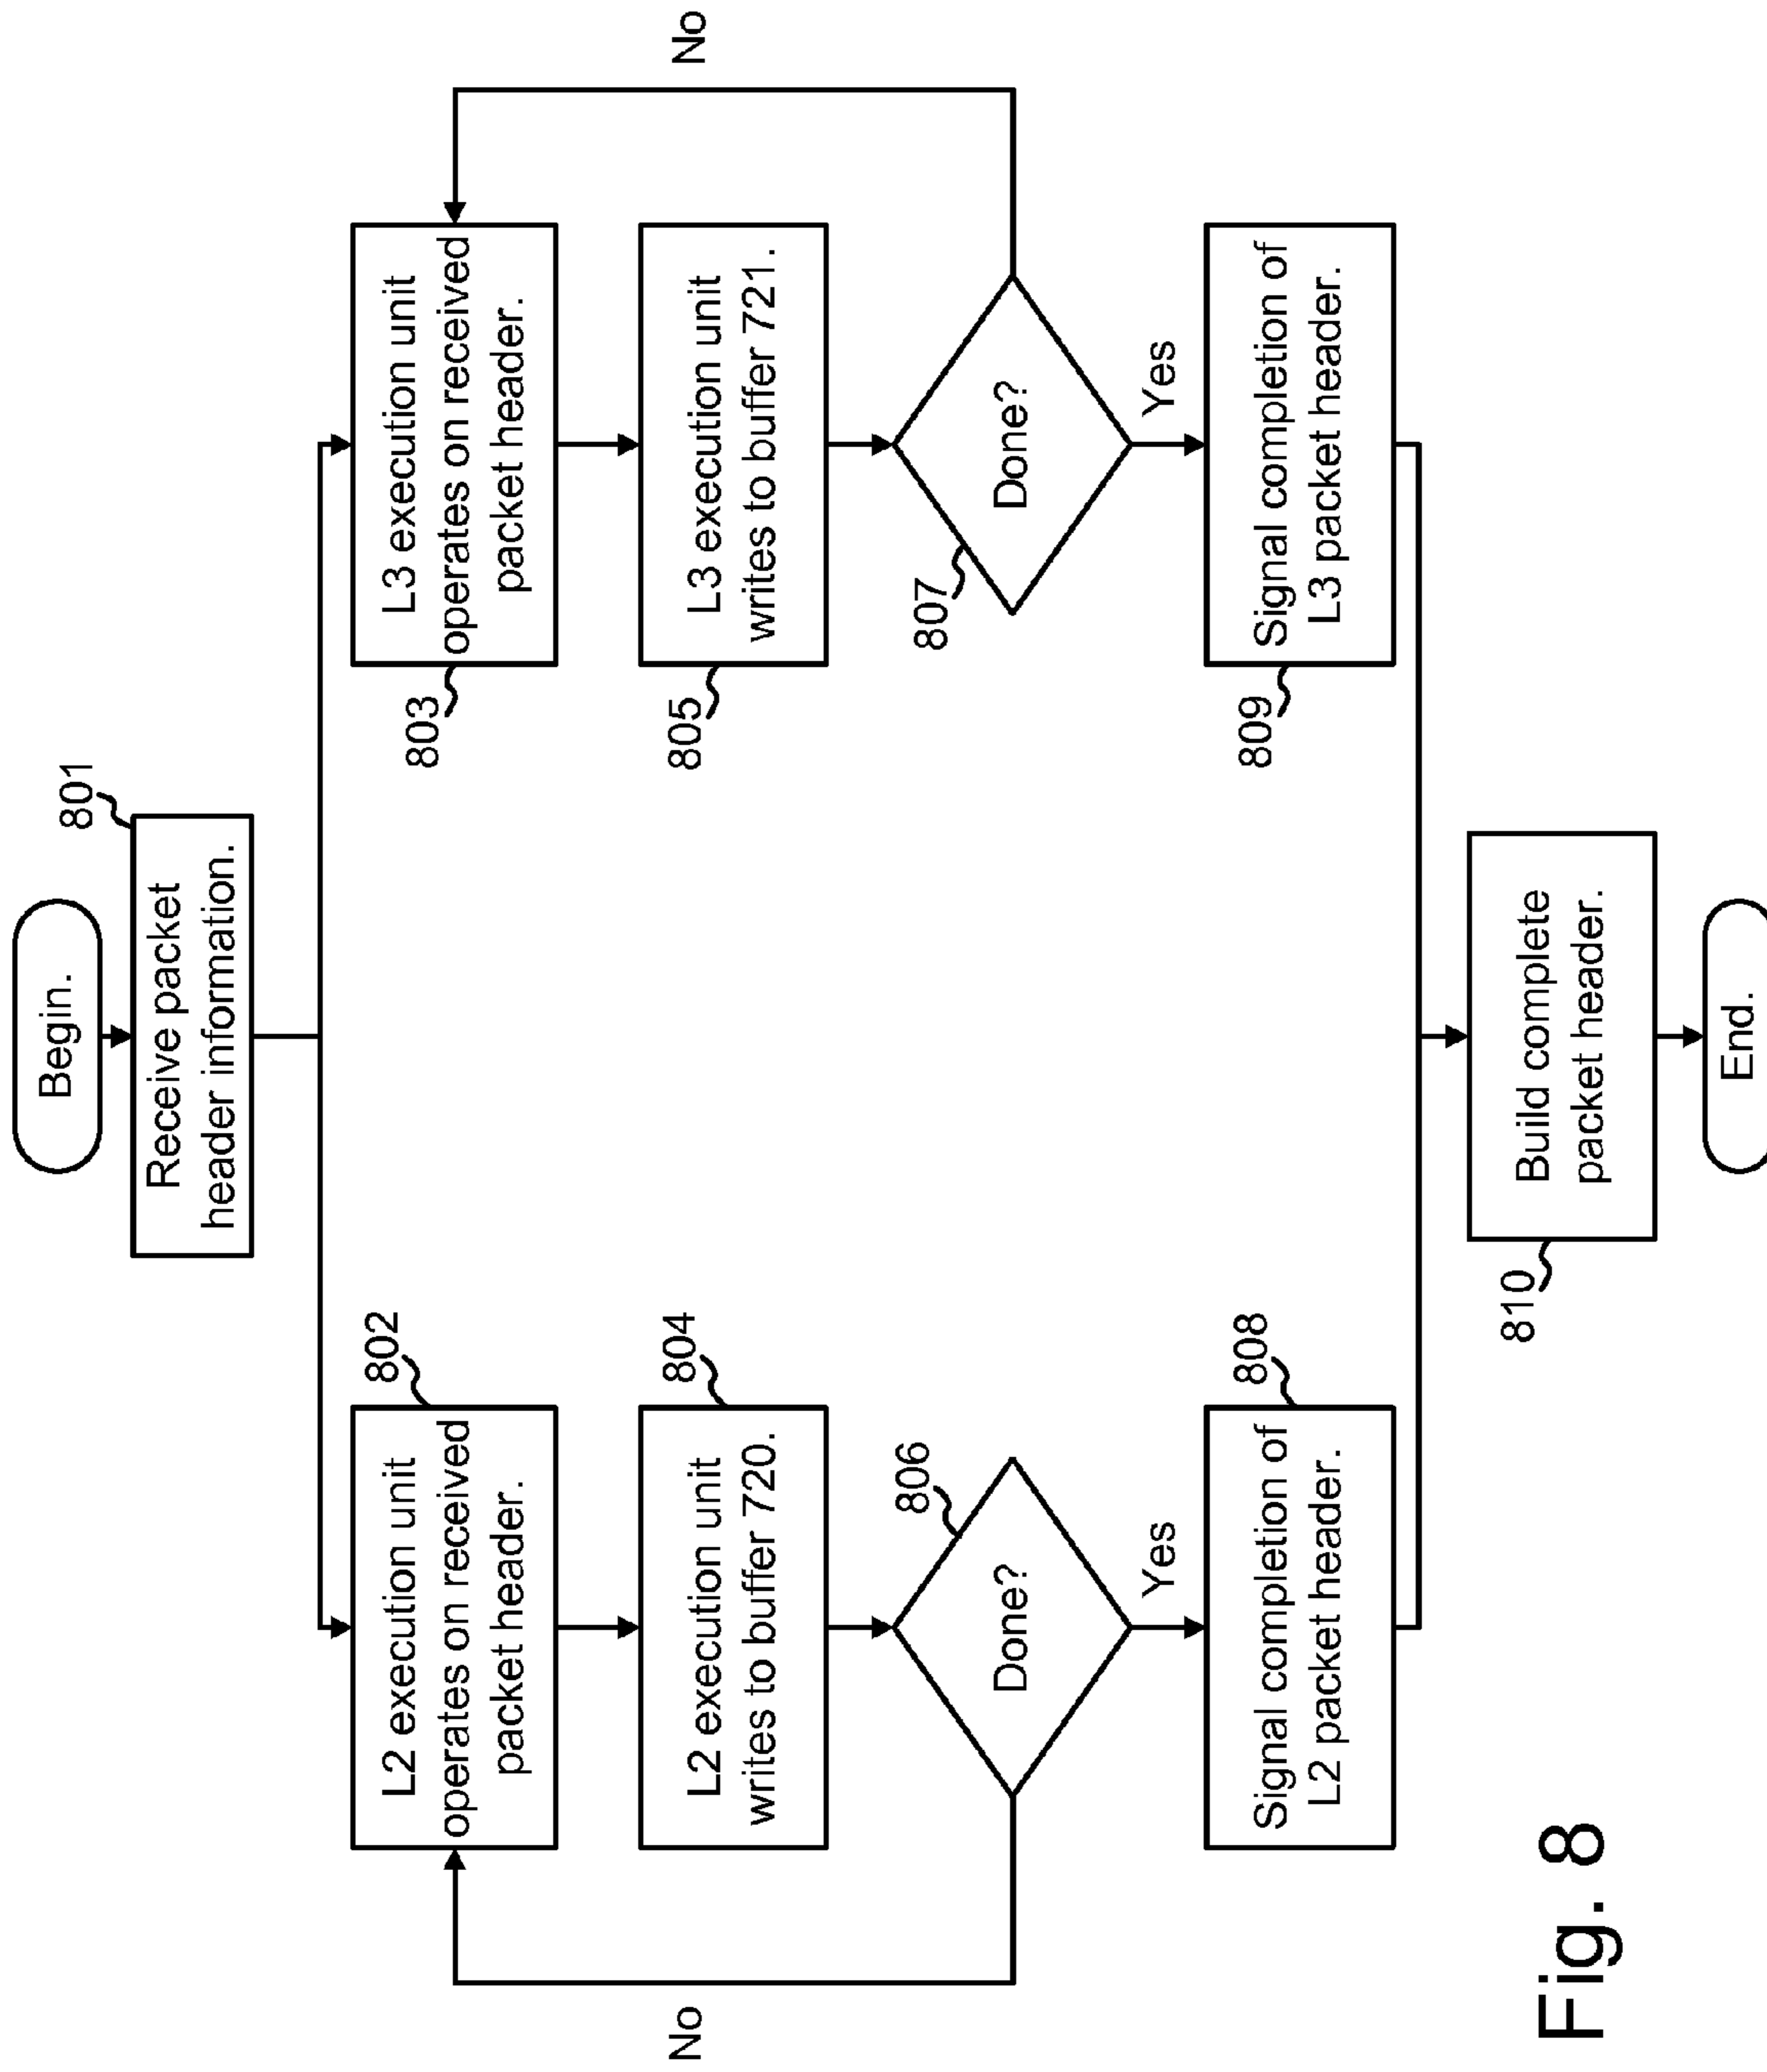 Begin.
801
Receive packet
header information.
802
L2 execution unit
operates on received
packet header.
803
L3 execution unit
operates on received
packet header.
804
L2 execution unit
writes to buffer 720.
805
L3 execution unit
writes to buffer 721.
No
806
Done?
Yes
807
Done?
No
Yes
808
Signal completion of
L2 packet header.
809
Signal completion of
L3 packet header.
810
Build complete
packet header.
End.
Fig. 8